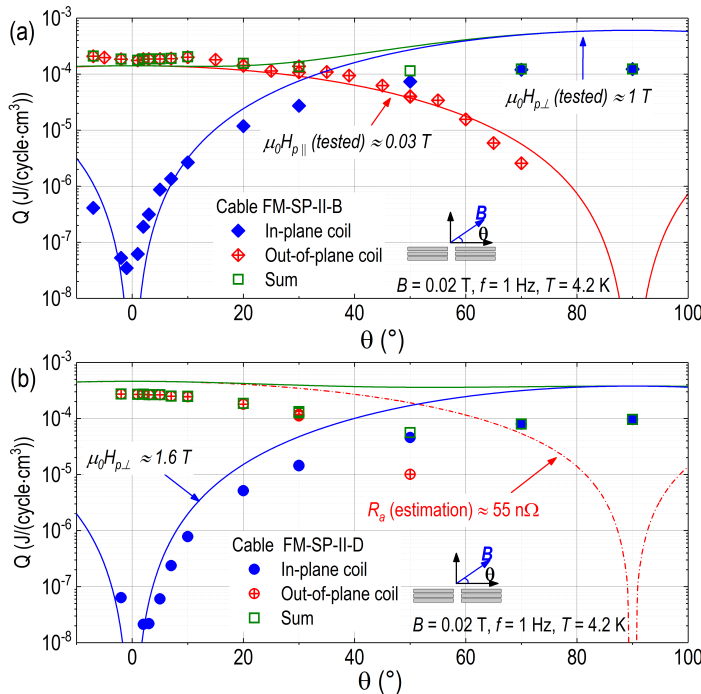 (a)
10⁻³
10⁻⁴
10⁻⁵
10⁻⁶
10⁻⁷
10⁻⁸
Q (J/(cycle·cm³))
μ₀Hp⊥ (tested) ≈ 1 T
μ₀Hp∥ (tested) ≈ 0.03 T
Cable FM-SP-II-B
In-plane coil
Out-of-plane coil
Sum
B
θ
B = 0.02 T, f = 1 Hz, T = 4.2 K
0 20 40 60 80 100
θ (°)
(b)
10⁻³
10⁻⁴
10⁻⁵
10⁻⁶
10⁻⁷
10⁻⁸
Q (J/(cycle·cm³))
μ₀Hp⊥ ≈ 1.6 T
Rₐ (estimation) ≈ 55 nΩ
Cable FM-SP-II-D
In-plane coil
Out-of-plane coil
Sum
B
θ
B = 0.02 T, f = 1 Hz, T = 4.2 K
0 20 40 60 80 100
θ (°)